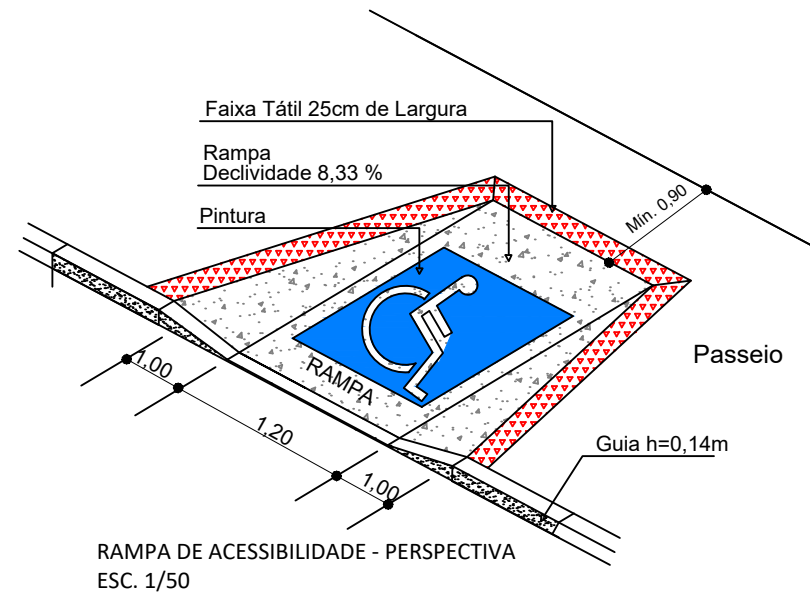 Faixa Tátil 25cm de Largura
Rampa
Declividade 8,33 %
Pintura
Mín. 0,90
RAMPA
Passeio
1,00
1,20
1,00
Guia h=0,14m
RAMPA DE ACESSIBILIDADE - PERSPECTIVA
ESC. 1/50